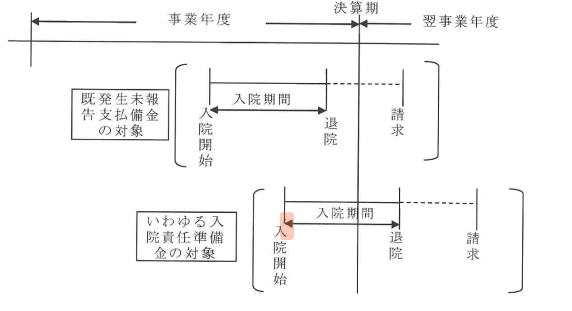 決算期
事業年度
翌事業年度
既発生未報
告支払備金
の対象
入院期間
入院開始
退院
請求
いわゆる入
院責任準備
金の対象
入院期間
入院開始
退院
請求